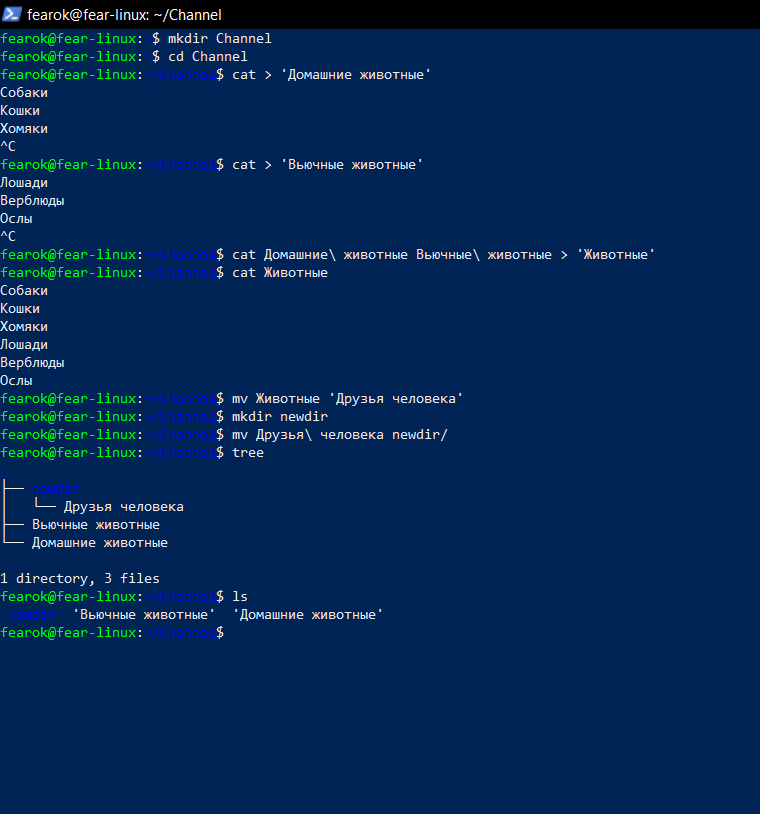 fearok@fear-linux: ~/Channel
fearok@fear-linux:~$ mkdir Channel
fearok@fear-linux:~$ cd Channel
fearok@fear-linux:~/Channel$ cat > 'Домашние животные'
Собаки
Кошки
Хомяки
^C
fearok@fear-linux:~/Channel$ cat > 'Вьючные животные'
Лошади
Верблюды
Ослы
^C
fearok@fear-linux:~/Channel$ cat Домашние\ животные Вьючные\ животные > 'Животные'
fearok@fear-linux:~/Channel$ cat Животные
Собаки
Кошки
Хомяки
Лошади
Верблюды
Ослы
fearok@fear-linux:~/Channel$ mv Животные 'Друзья человека'
fearok@fear-linux:~/Channel$ mkdir newdir
fearok@fear-linux:~/Channel$ mv Друзья\ человека newdir/
fearok@fear-linux:~/Channel$ tree
.
├── newdir
│   └── Друзья человека
├── Вьючные животные
└── Домашние животные
1 directory, 3 files
fearok@fear-linux:~/Channel$ ls
newdir  'Вьючные животные'  'Домашние животные'
fearok@fear-linux:~/Channel$